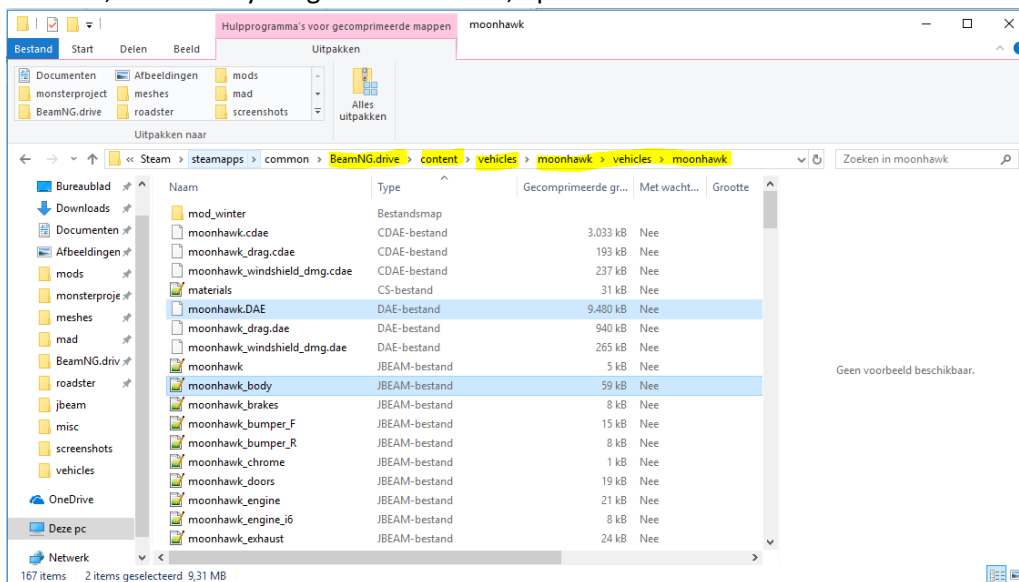 Hulpprogramma's voor gecomprimeerde mappen moonhawk
Bestand Start Delen Beeld Uitpakken
Documenten Afbeeldingen mods
monsterproject meshes mad
BeamNG.drive roadster screenshots
Alles uitpakken
Uitpakken naar
« Steam › steamapps › common › BeamNG.drive › content › vehicles › moonhawk › vehicles › moonhawk Zoeken in moonhawk
Bureaublad
Downloads
Documenten
Afbeeldingen
mods
monsterproje
meshes
mad
BeamNG.driv
roadster
jbeam
misc
screenshots
vehicles
OneDrive
Deze pc
Netwerk
Naam Type Gecomprimeerde gr... Met wacht... Grootte
mod_winter Bestandsmap
moonhawk.cdae CDAE-bestand 3.033 kB Nee
moonhawk_drag.cdae CDAE-bestand 193 kB Nee
moonhawk_windshield_dmg.cdae CDAE-bestand 237 kB Nee
materials CS-bestand 31 kB Nee
moonhawk.DAE DAE-bestand 9.480 kB Nee
moonhawk_drag.dae DAE-bestand 940 kB Nee
moonhawk_windshield_dmg.dae DAE-bestand 265 kB Nee
moonhawk JBEAM-bestand 5 kB Nee
moonhawk_body JBEAM-bestand 59 kB Nee
moonhawk_brakes JBEAM-bestand 8 kB Nee
moonhawk_bumper_F JBEAM-bestand 15 kB Nee
moonhawk_bumper_R JBEAM-bestand 8 kB Nee
moonhawk_chrome JBEAM-bestand 1 kB Nee
moonhawk_doors JBEAM-bestand 19 kB Nee
moonhawk_engine JBEAM-bestand 21 kB Nee
moonhawk_engine_i6 JBEAM-bestand 8 kB Nee
moonhawk_exhaust JBEAM-bestand 24 kB Nee
Geen voorbeeld beschikbaar.
167 items 2 items geselecteerd 9,31 MB